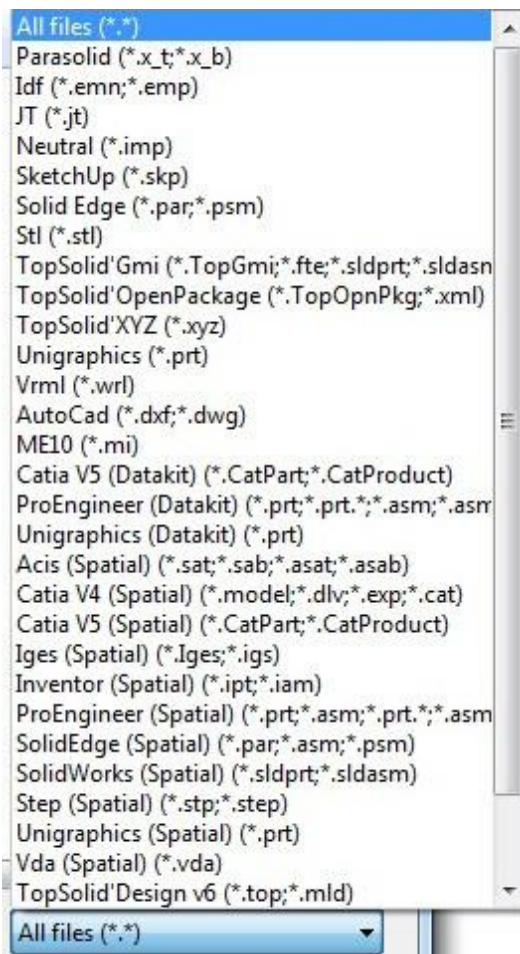 All files (*.*)
Parasolid (*.x_t;*.x_b)
Idf (*.emn;*.emp)
JT (*.jt)
Neutral (*.imp)
SketchUp (*.skp)
Solid Edge (*.par;*.psm)
Stl (*.stl)
TopSolid'Gmi (*.TopGmi;*.fte;*.sldprt;*.sldasn
TopSolid'OpenPackage (*.TopOpnPkg;*.xml)
TopSolid'XYZ (*.xyz)
Unigraphics (*.prt)
Vrml (*.wrl)
AutoCad (*.dxf;*.dwg)
ME10 (*.mi)
Catia V5 (Datakit) (*.CatPart;*.CatProduct)
ProEngineer (Datakit) (*.prt;*.prt.*;*.asm;*.asm
Unigraphics (Datakit) (*.prt)
Acis (Spatial) (*.sat;*.sab;*.asat;*.asab)
Catia V4 (Spatial) (*.model;*.dlv;*.exp;*.cat)
Catia V5 (Spatial) (*.CatPart;*.CatProduct)
Iges (Spatial) (*.Iges;*.igs)
Inventor (Spatial) (*.ipt;*.iam)
ProEngineer (Spatial) (*.prt;*.asm;*.prt.*;*.asm
SolidEdge (Spatial) (*.par;*.asm;*.psm)
SolidWorks (Spatial) (*.sldprt;*.sldasm)
Step (Spatial) (*.stp;*.step)
Unigraphics (Spatial) (*.prt)
Vda (Spatial) (*.vda)
TopSolid'Design v6 (*.top;*.mld)
All files (*.*)